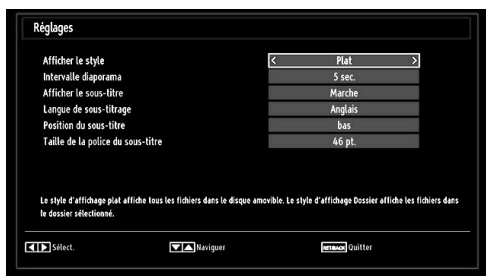 Réglages
Afficher le style < Plat >
Intervalle diaporama 5 sec.
Afficher le sous-titre Marche
Langue de sous-titrage Anglais
Position du sous-titre bas
Taille de la police du sous-titre 46 pt.
Le style d'affichage plat affiche tous les fichiers dans le disque amovible. Le style d'affichage Dossier affiche les fichiers dans
le dossier sélectionné.
Sélect. Naviguer RET/BACK Quitter